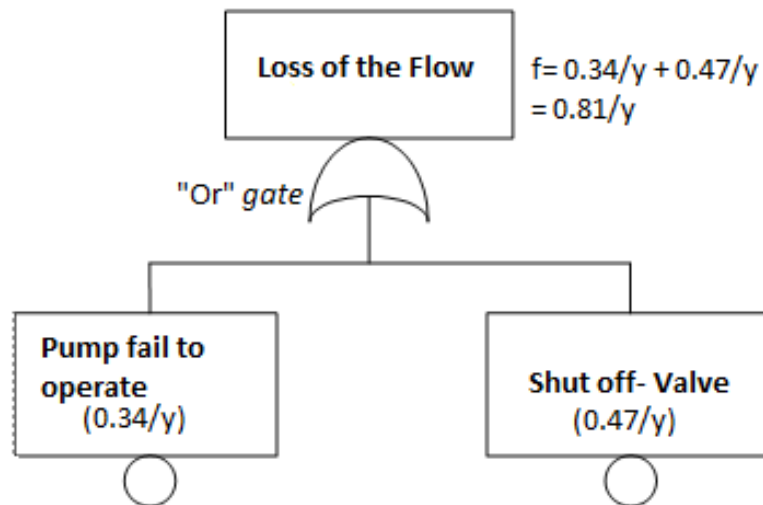 Loss of the Flow
f= 0.34/y + 0.47/y
= 0.81/y
"Or" gate
Pump fail to
operate
(0.34/y)
Shut off- Valve
(0.47/y)